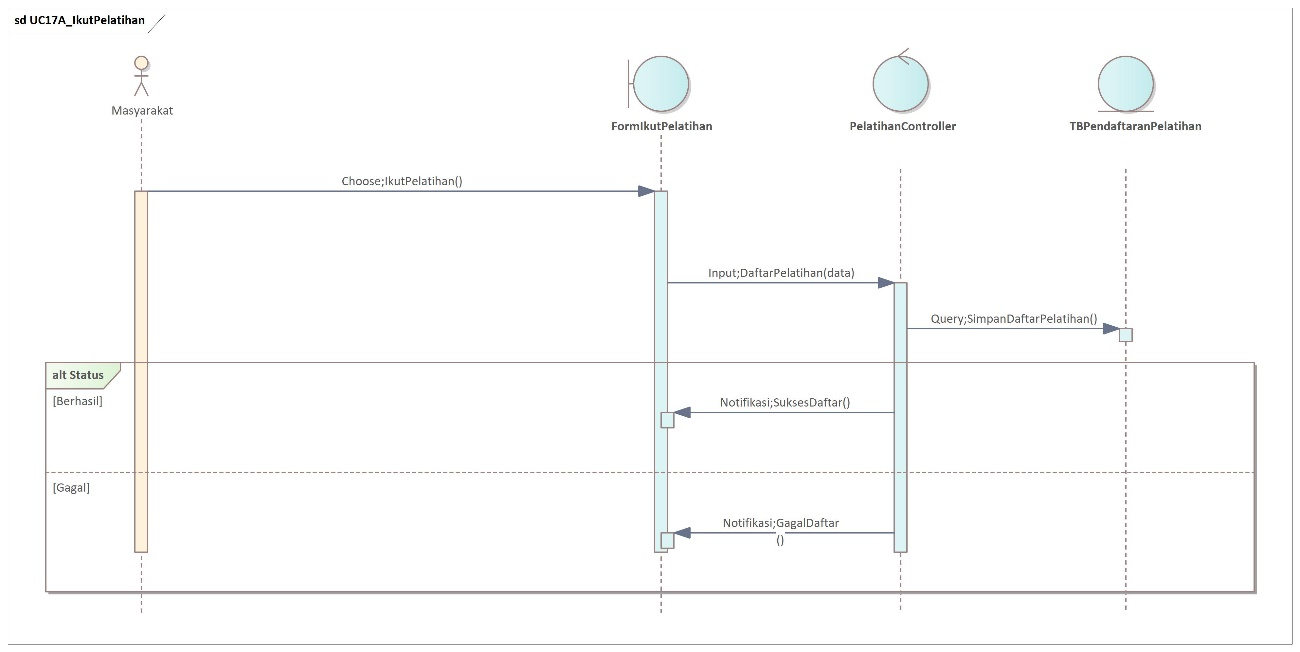 sd UC17A_IkutPelatihan
Masyarakat
FormIkutPelatihan
PelatihanController
TBPendaftaranPelatihan
Choose;IkutPelatihan()
Input;DaftarPelatihan(data)
Query;SimpanDaftarPelatihan()
alt Status
[Berhasil]
Notifikasi;SuksesDaftar()
[Gagal]
Notifikasi;GagalDaftar
()